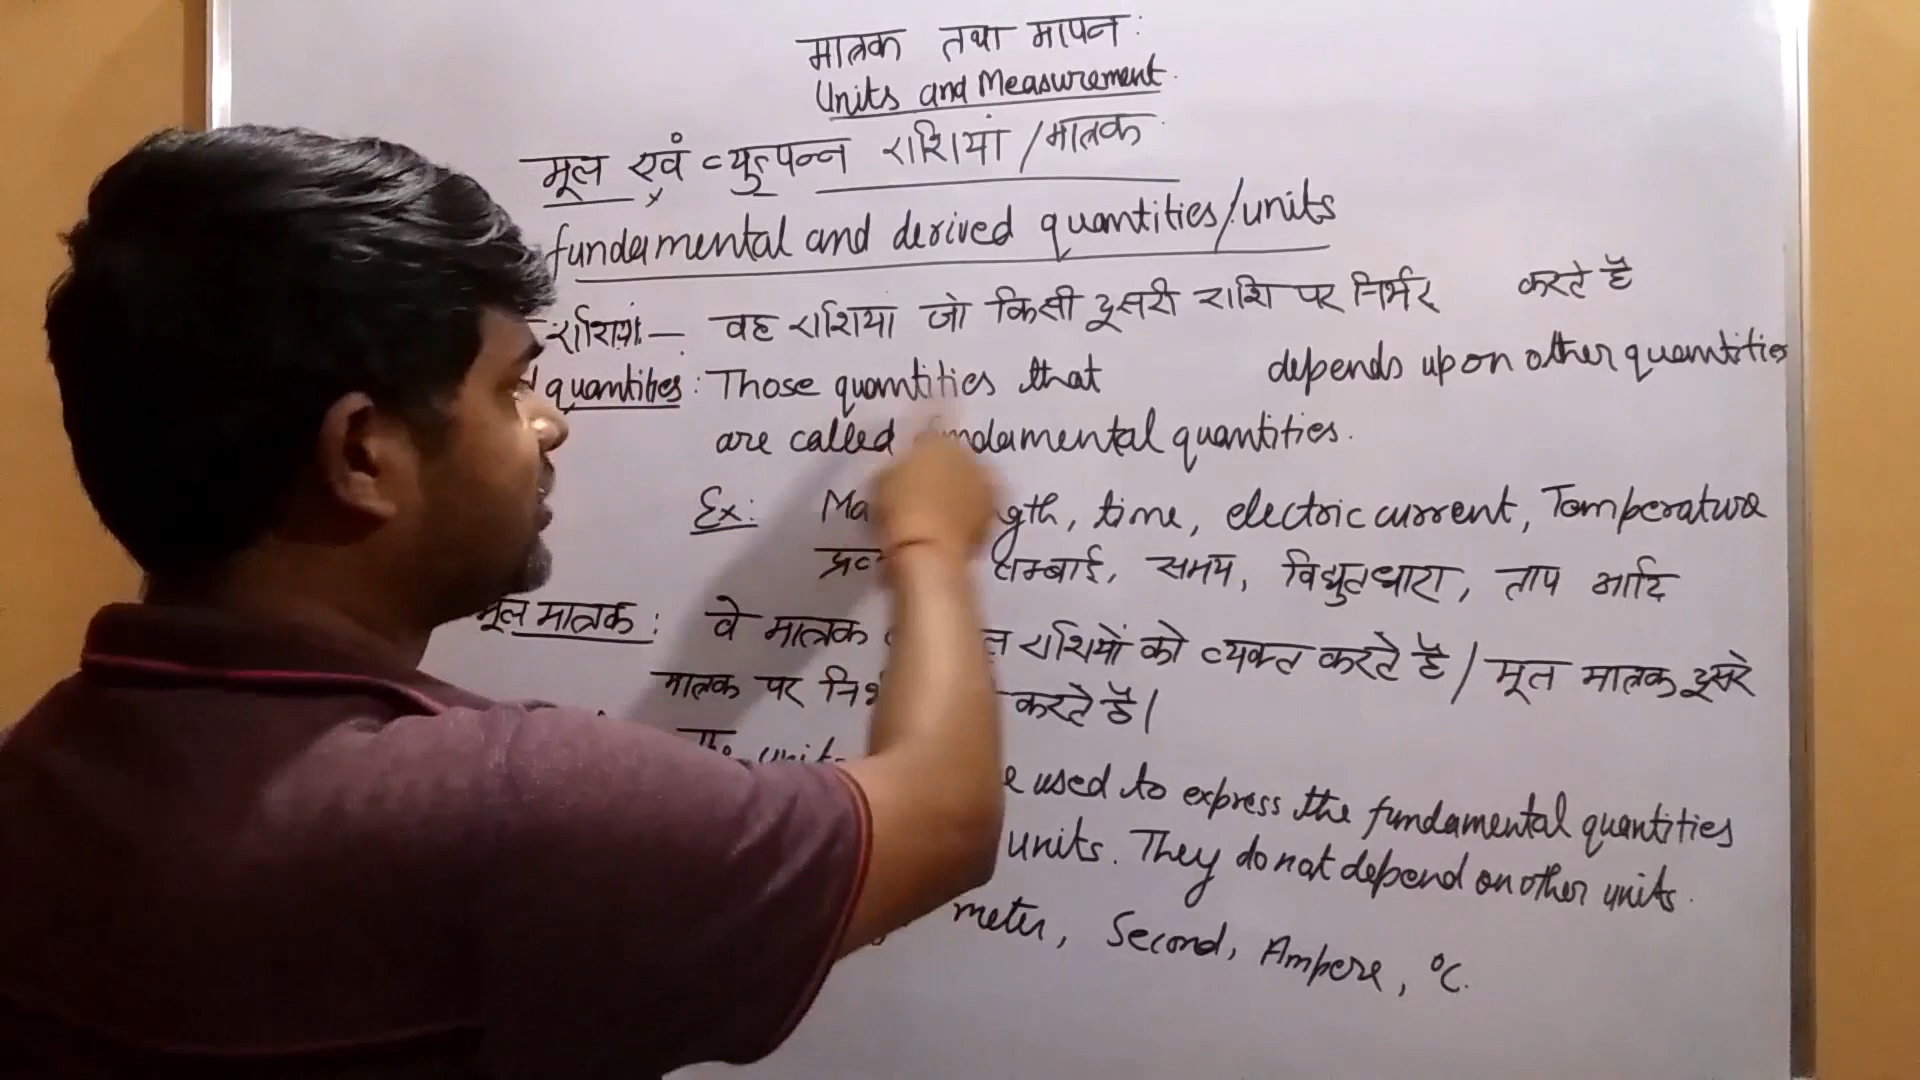 मात्रक तथा मापन :
Units and Measurement.
मूल एवं व्युत्पन्न राशियां / मात्रक
fundamental and derived quantities/units
राशियां :— वह राशियां जो किसी दूसरी राशि पर निर्भर करते है
quantities : Those quantities that depends upon other quantities
are called fundamental quantities.
Ex: time, electric current, Temperature
लम्बाई, समय, विद्युतधारा, ताप आदि
मूल मात्रक : वे मात्रक राशियों को व्यक्त करते है / मूल मात्रक दूसरे
मात्रक पर करते है।
used to express the fundamental quantities
units. They do not depend on other units.
meter, Second, Ampere, °C.